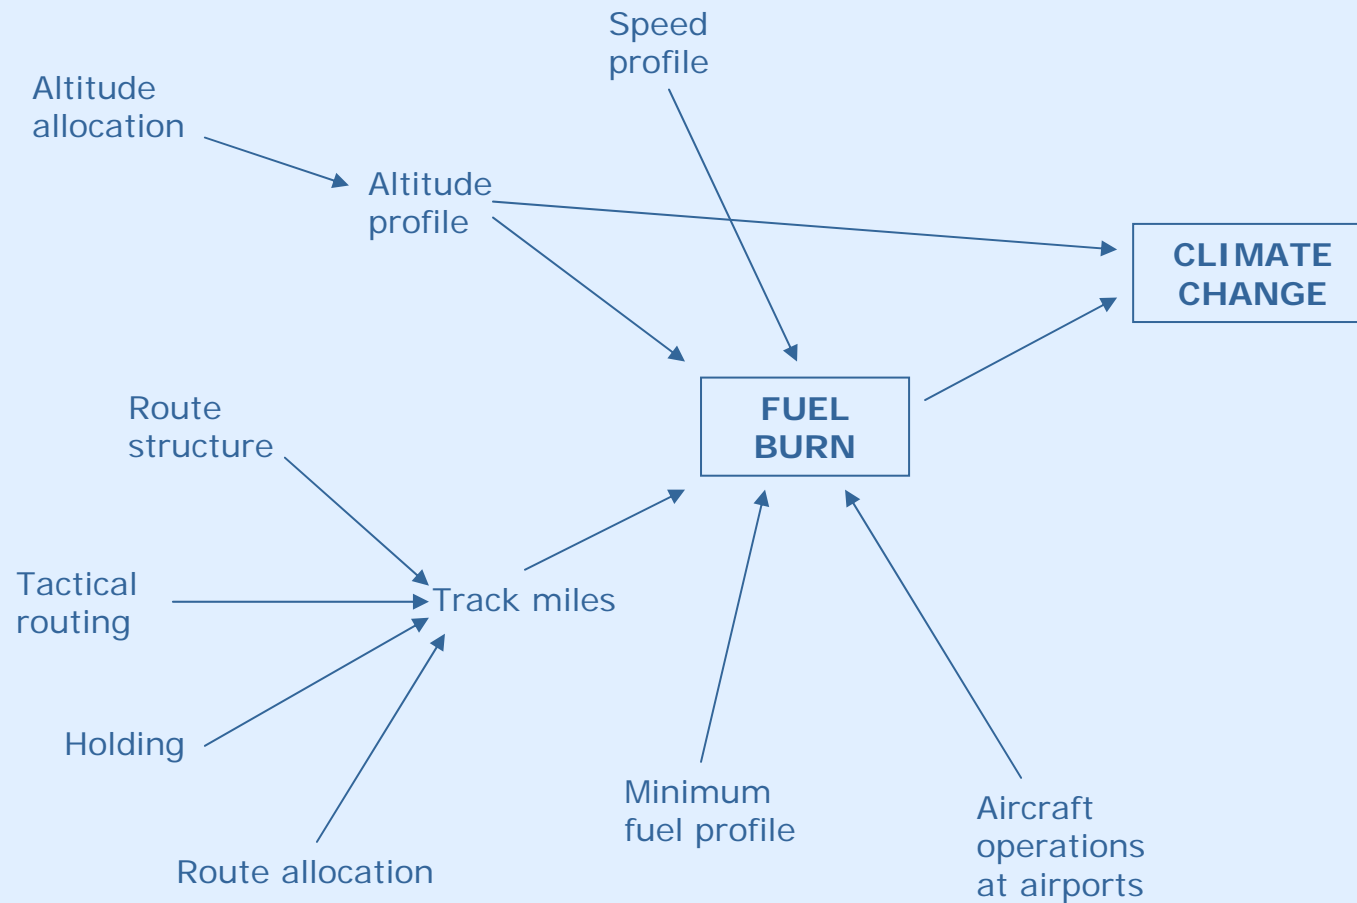 Speed
profile
Altitude
allocation
Altitude
profile
CLIMATE
CHANGE
FUEL
BURN
Route
structure
Tactical
routing
Track miles
Holding
Minimum
fuel profile
Aircraft
operations
at airports
Route allocation